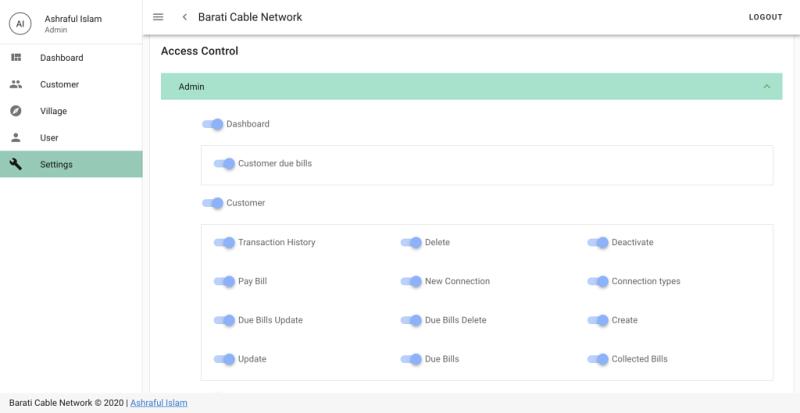 AI
Ashraful Islam
Admin
Dashboard
Customer
Village
User
Settings
Barati Cable Network
LOGOUT
Access Control
Admin
Dashboard
Customer due bills
Customer
Transaction History Delete Deactivate
Pay Bill New Connection Connection types
Due Bills Update Due Bills Delete Create
Update Due Bills Collected Bills
Barati Cable Network © 2020 | Ashraful Islam